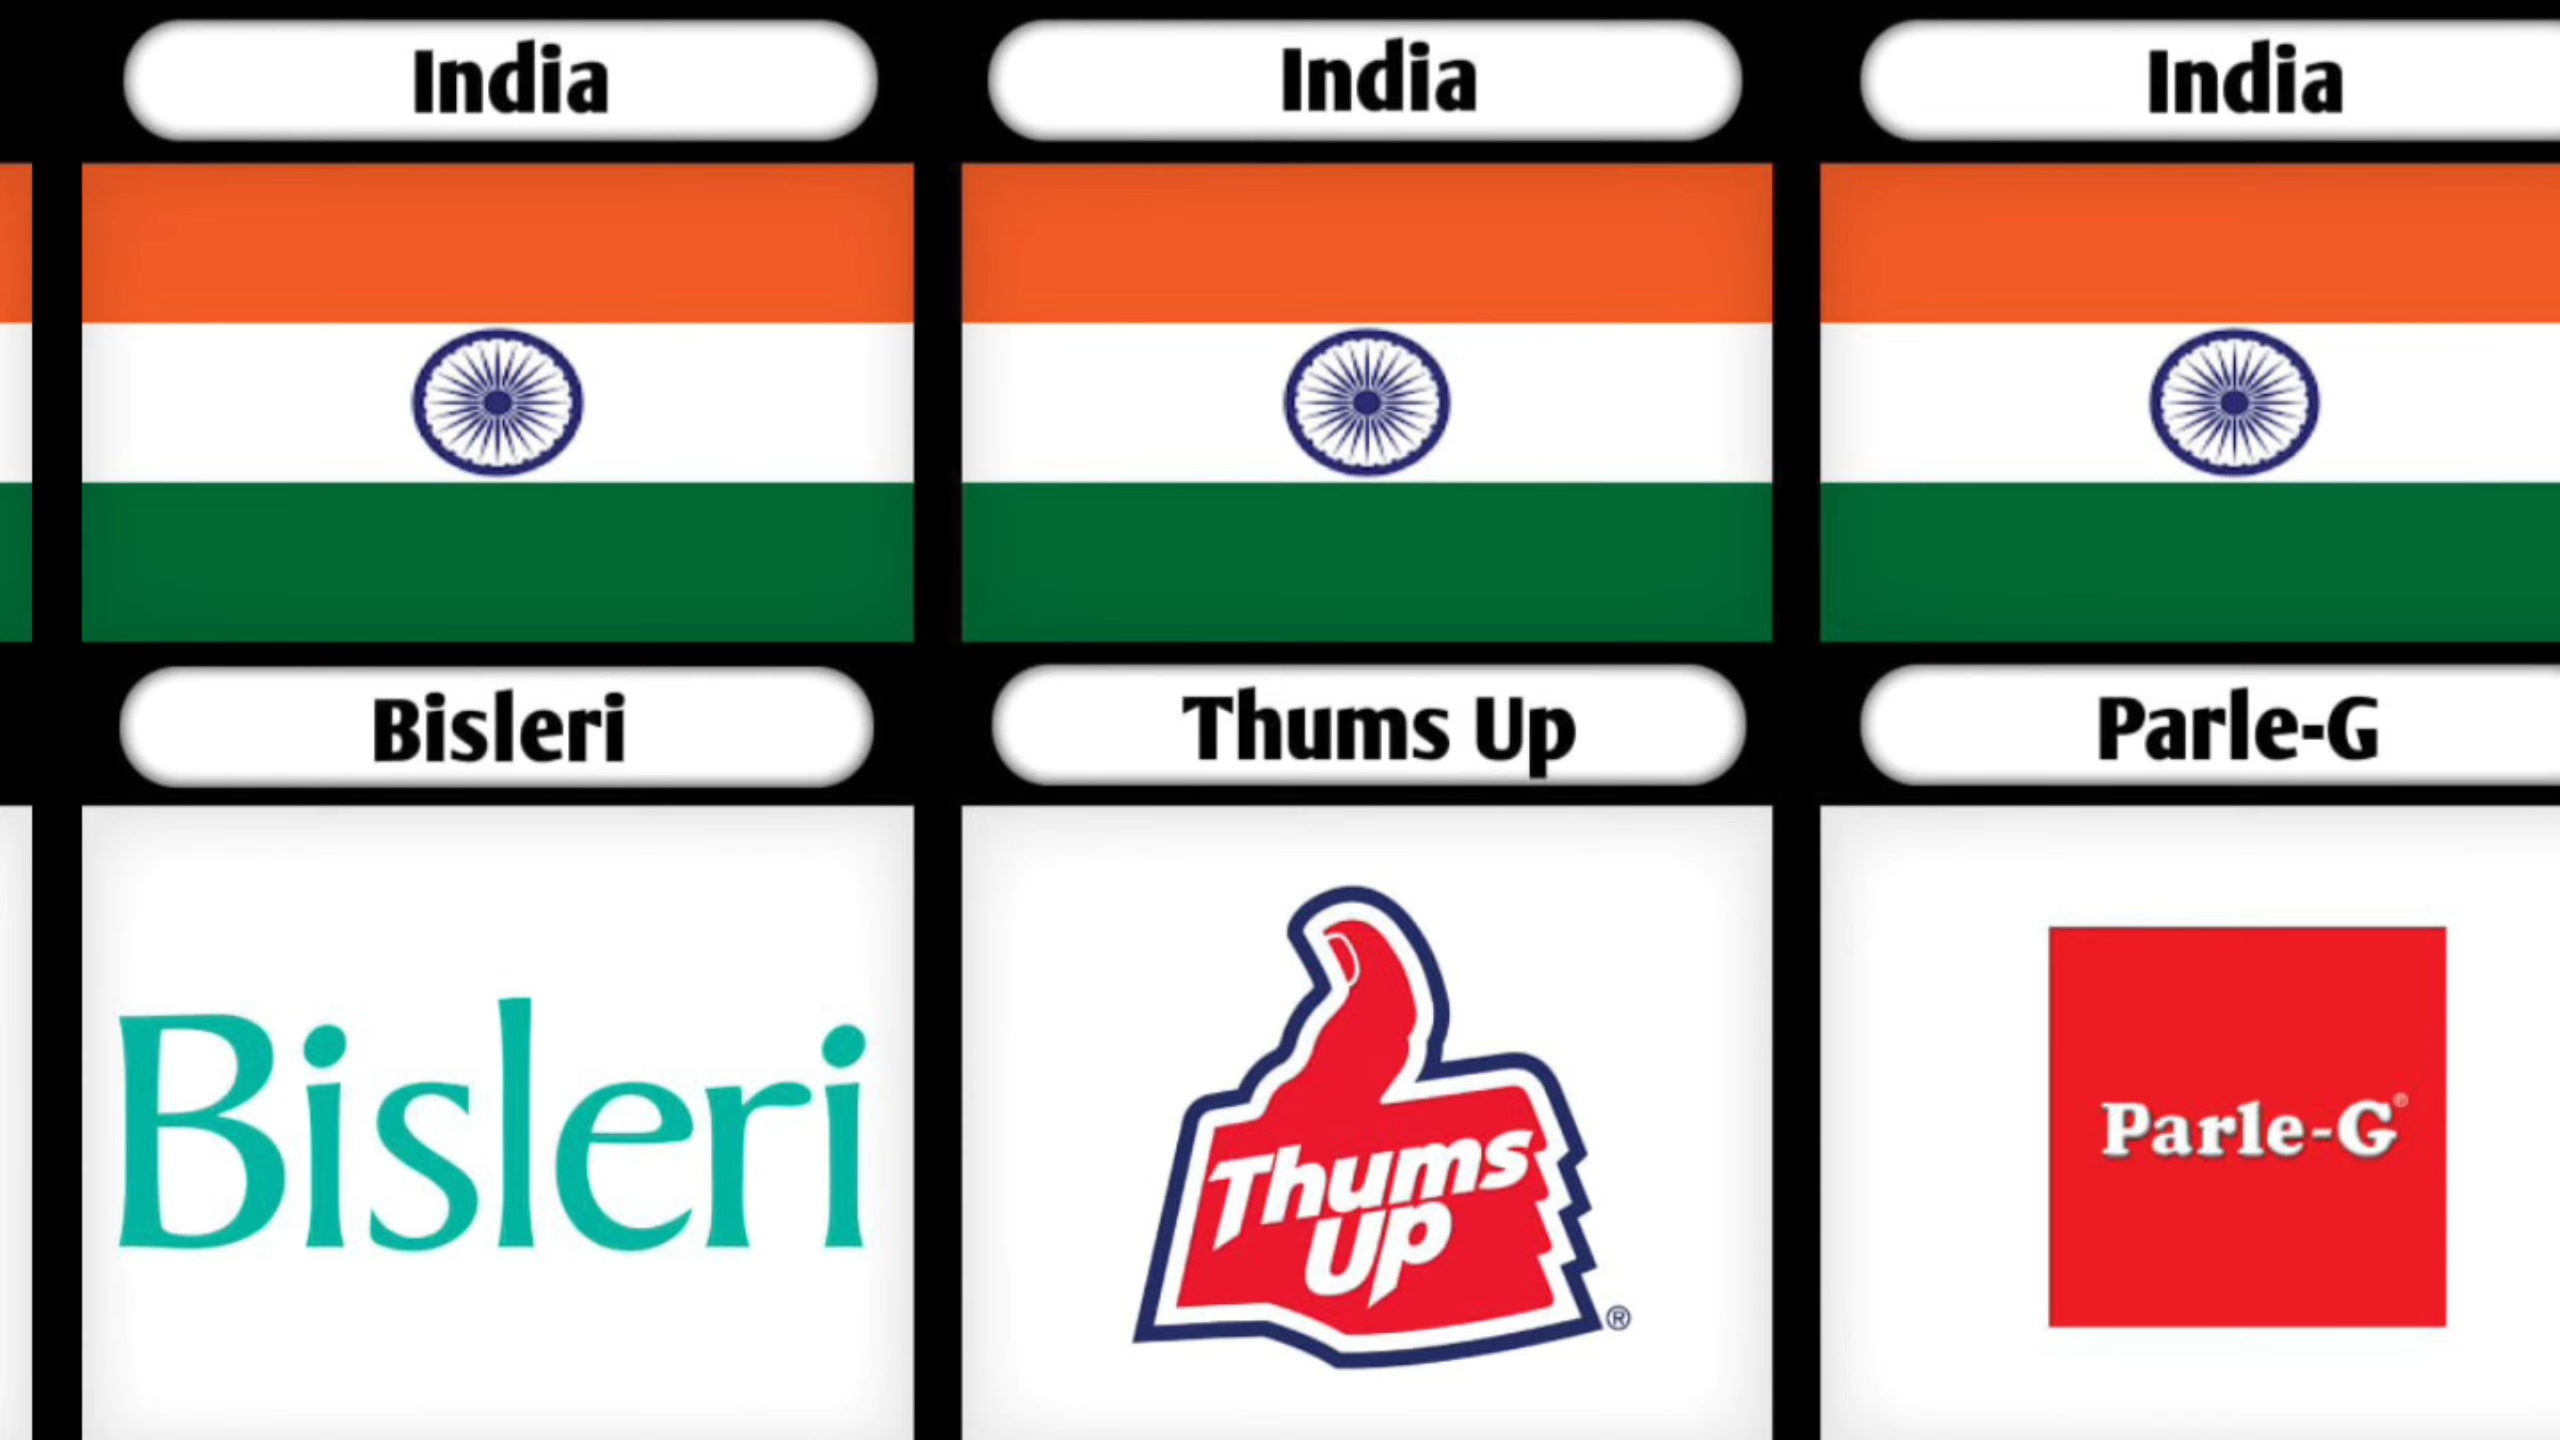 India
India
India
Bisleri
Thums Up
Parle-G
Bisleri
Thums
Up
®
Parle-G®